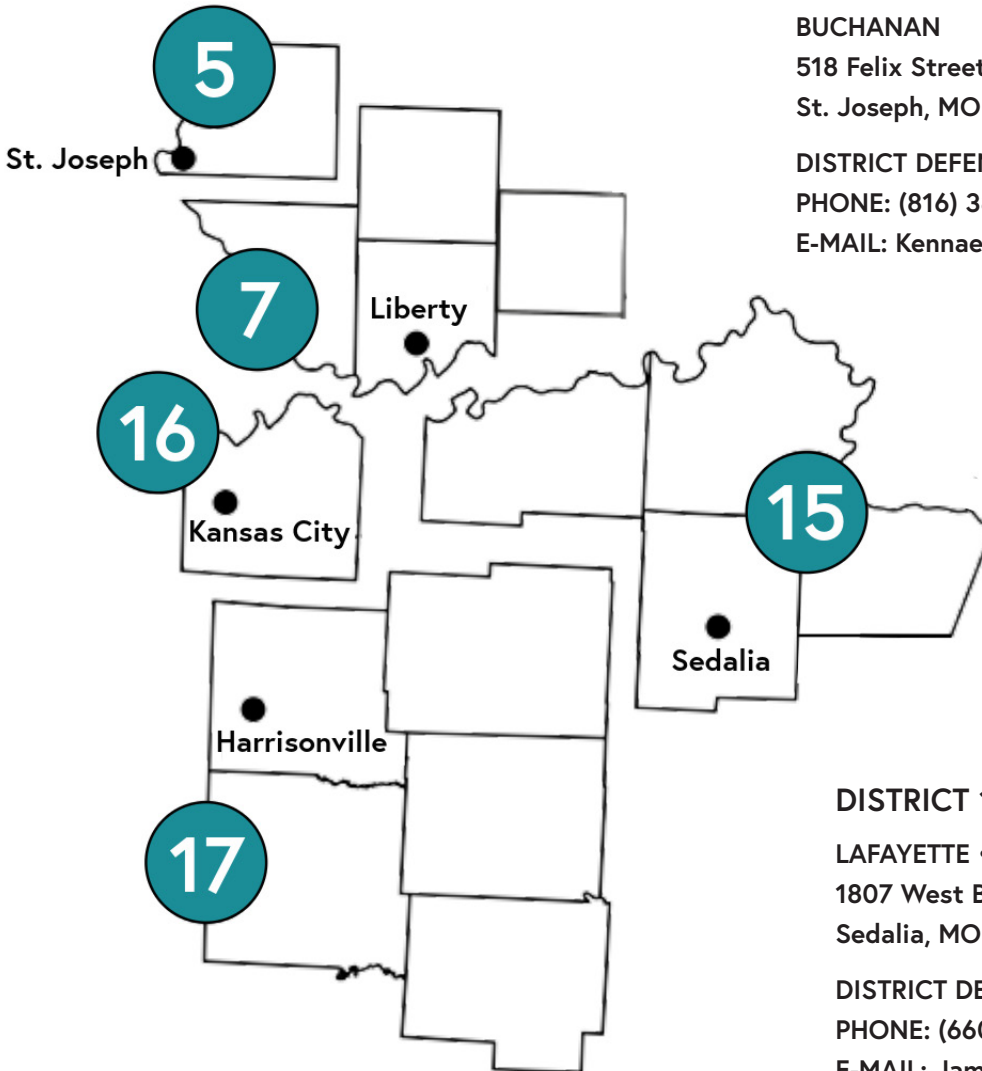 5
BUCHANAN
518 Felix Street
St. Joseph, MO
St. Joseph
DISTRICT
PHONE: (816)
E-MAIL:
7
Liberty
16
Kansas City
15
Sedalia
Harrisonville
17
DISTRICT
LAFAYETTE
1807 West
Sedalia, MO
DISTRICT
PHONE:
E-MAIL: